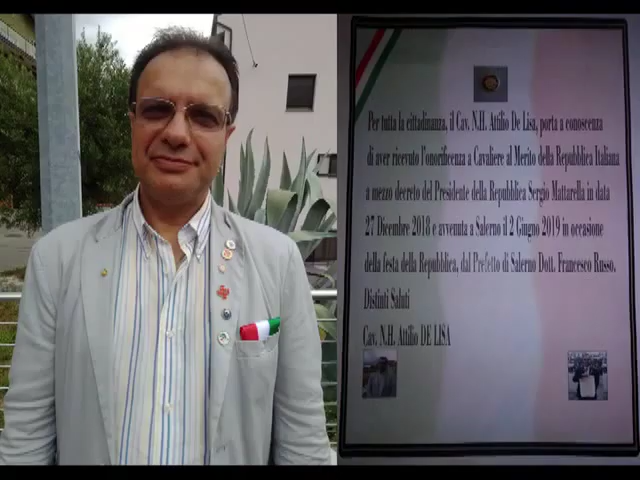 Per tutta la cittadinanza, il Cav. N.H. Attilio De Lisa, porta a conoscenza
di aver ricevuto l'onorificenza a Cavaliere al Merito della Repubblica Italiana
a mezzo decreto del Presidente della Repubblica Sergio Mattarella in data
27 Dicembre 2018 e avvenuta a Salerno il 2 Giugno 2019 in occasione
della festa della Repubblica, dal Prefetto di Salerno Dott. Francesco Russo.
Distinti Saluti
Cav. N.H. Attilio DE LISA